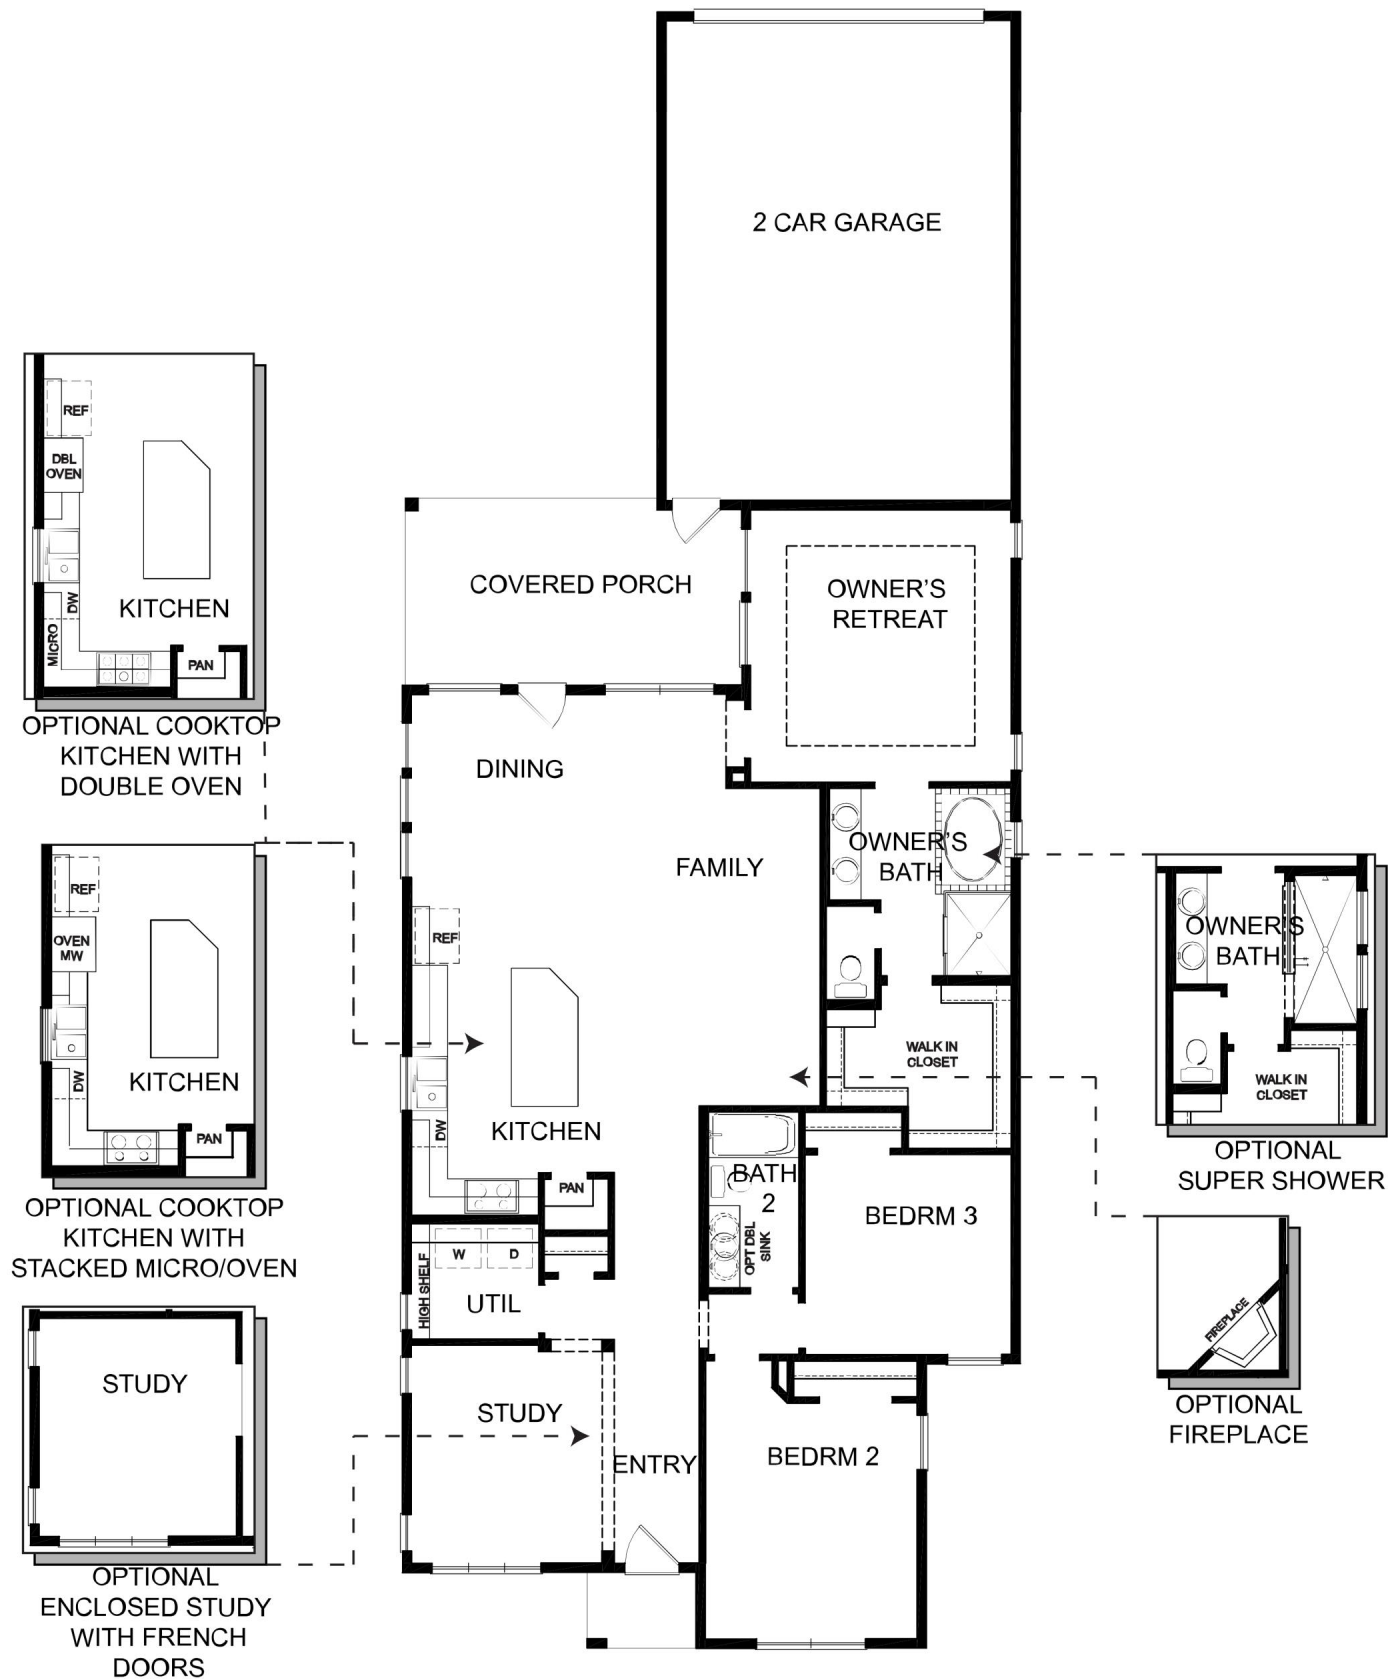 2 CAR GARAGE
COVERED PORCH
OWNER'S
RETREAT
DINING
FAMILY
OWNER'S
BATH
REF
WALK IN
CLOSET
DW
KITCHEN
PAN
BATH
2
OPT DBL
SINK
BEDRM 3
HIGH SHELF
W
D
UTIL
STUDY
ENTRY
BEDRM 2
REF
DBL
OVEN
DW
MICRO
KITCHEN
PAN
OPTIONAL COOKTOP
KITCHEN WITH
DOUBLE OVEN
REF
OVEN
MW
DW
KITCHEN
PAN
OPTIONAL COOKTOP
KITCHEN WITH
STACKED MICRO/OVEN
STUDY
OPTIONAL
ENCLOSED STUDY
WITH FRENCH
DOORS
OWNER'S
BATH
WALK IN
CLOSET
OPTIONAL
SUPER SHOWER
FIREPLACE
OPTIONAL
FIREPLACE